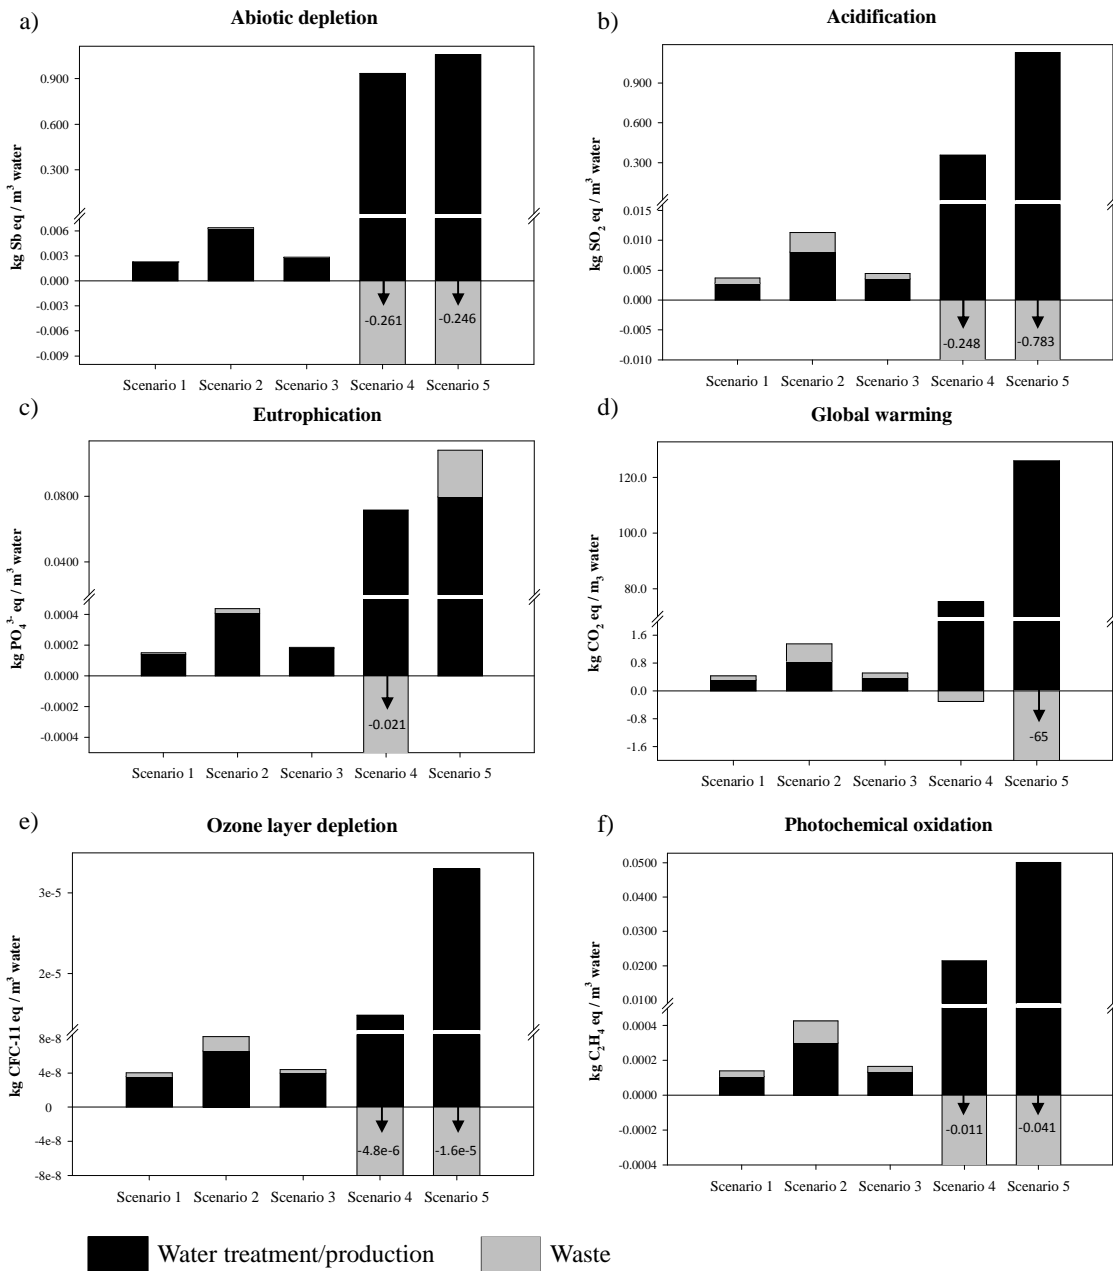 a)
Abiotic depletion
kg Sb eq / m³ water
0.900
0.600
0.300
0.006
0.003
0.000
-0.003
-0.006
-0.009
-0.261
-0.246
Scenario 1 Scenario 2 Scenario 3 Scenario 4 Scenario 5
b)
Acidification
kg SO₂ eq / m³ water
0.900
0.600
0.300
0.015
0.010
0.005
0.000
-0.005
-0.010
-0.248
-0.783
Scenario 1 Scenario 2 Scenario 3 Scenario 4 Scenario 5
c)
Eutrophication
kg PO₄³⁻ eq / m³ water
0.0800
0.0400
0.0004
0.0002
0.0000
-0.0002
-0.0004
-0.021
Scenario 1 Scenario 2 Scenario 3 Scenario 4 Scenario 5
d)
Global warming
kg CO₂ eq / m₃ water
120.0
100.0
80.0
1.6
0.8
0.0
-0.8
-1.6
-65
Scenario 1 Scenario 2 Scenario 3 Scenario 4 Scenario 5
e)
Ozone layer depletion
kg CFC-11 eq / m³ water
3e-5
2e-5
8e-8
4e-8
0
-4e-8
-8e-8
-4.8e-6
-1.6e-5
Scenario 1 Scenario 2 Scenario 3 Scenario 4 Scenario 5
f)
Photochemical oxidation
kg C₂H₄ eq / m³ water
0.0500
0.0400
0.0300
0.0200
0.0100
0.0004
0.0002
0.0000
-0.0002
-0.0004
-0.011
-0.041
Scenario 1 Scenario 2 Scenario 3 Scenario 4 Scenario 5
Water treatment/production
Waste